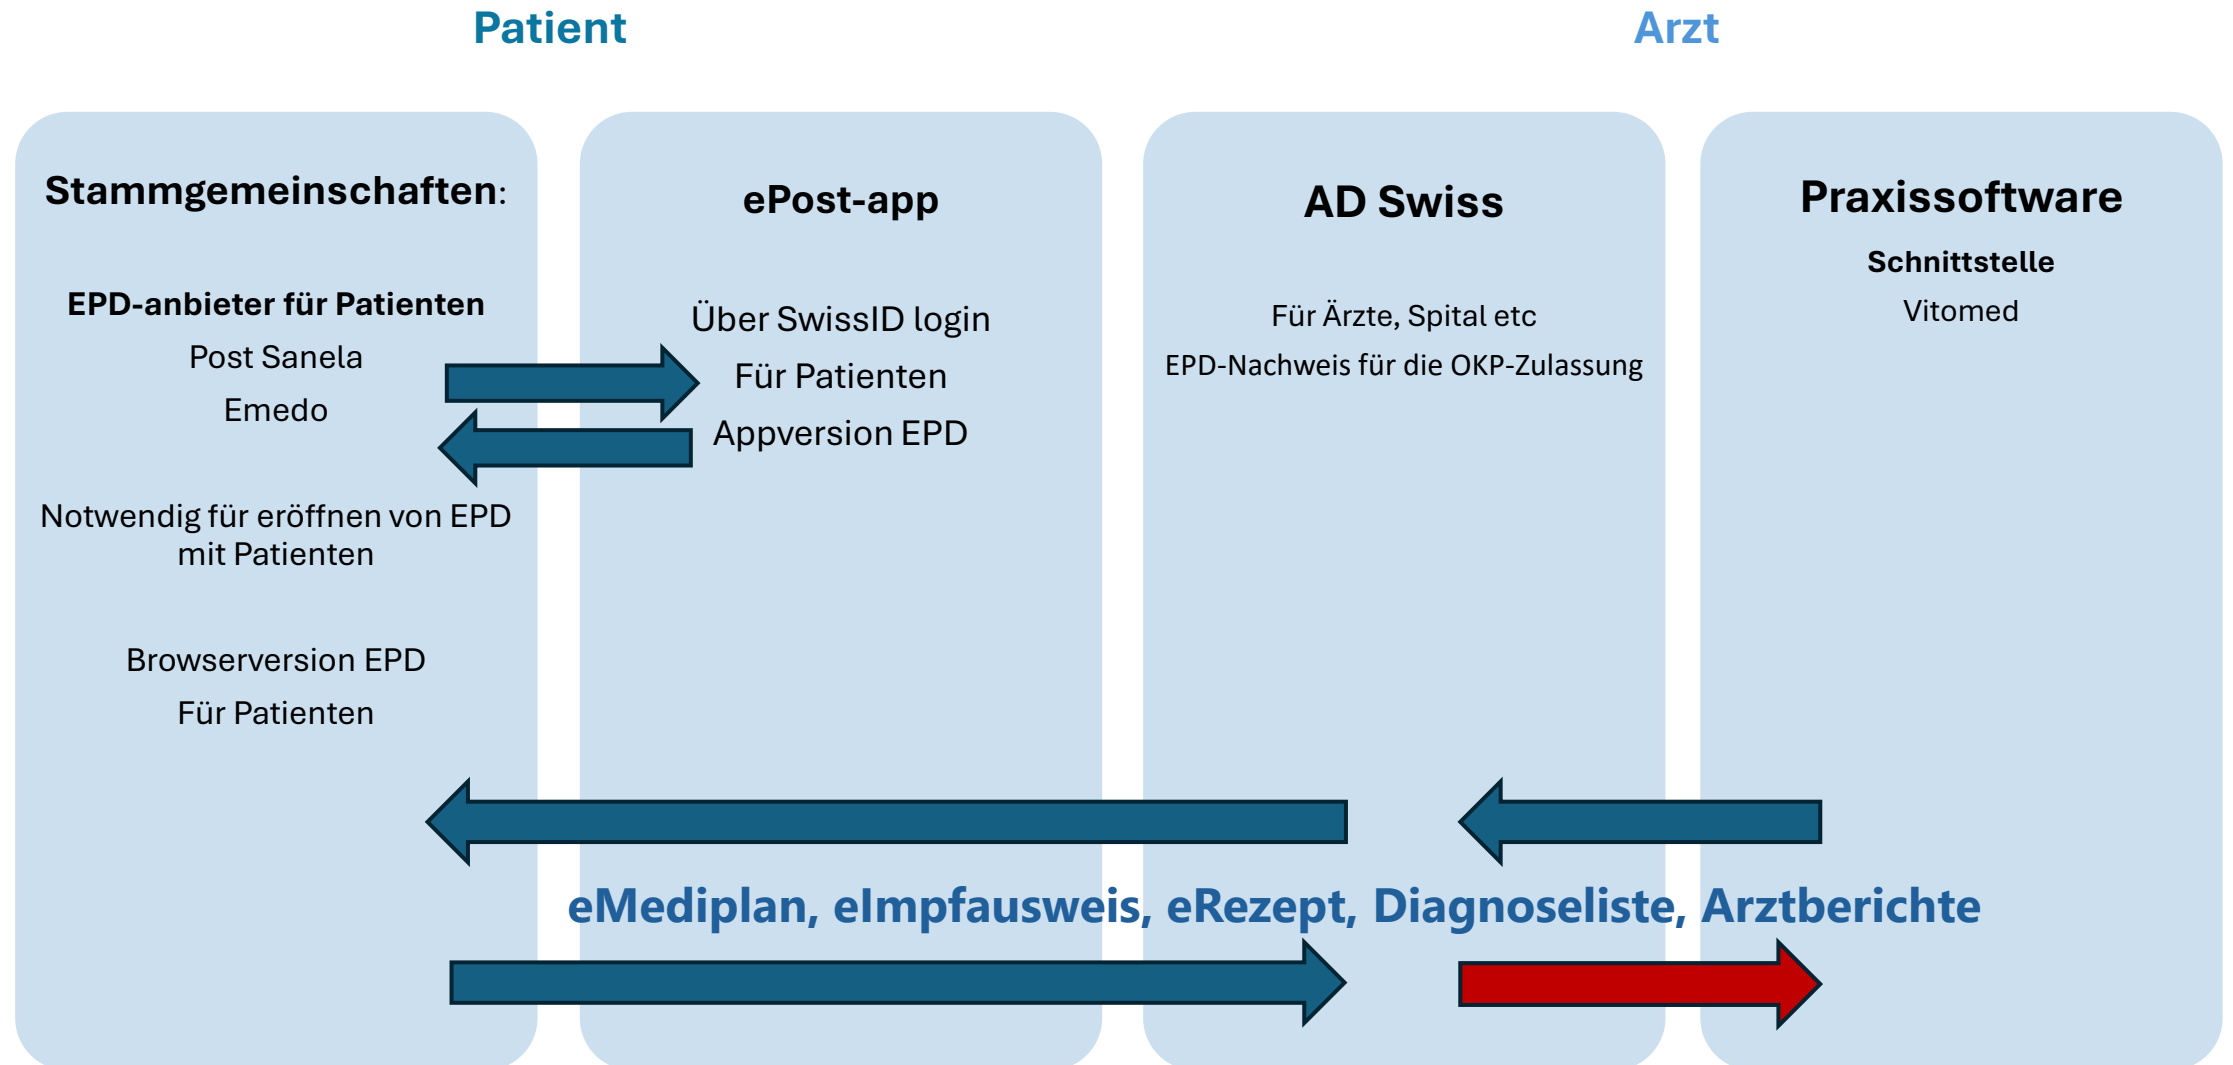 Patient
Arzt
Stammgemeinschaften:
EPD-anbieter für Patienten
Post Sanela
Emedo
Notwendig für eröffnen von EPD
mit Patienten
Browserversion EPD
Für Patienten
ePost-app
Über SwissID login
Für Patienten
Appversion EPD
AD Swiss
Für Ärzte, Spital etc
EPD-Nachweis für die OKP-Zulassung
Praxissoftware
Schnittstelle
Vitomed
eMediplan, eImpfausweis, eRezept, Diagnoseliste, Arztberichte